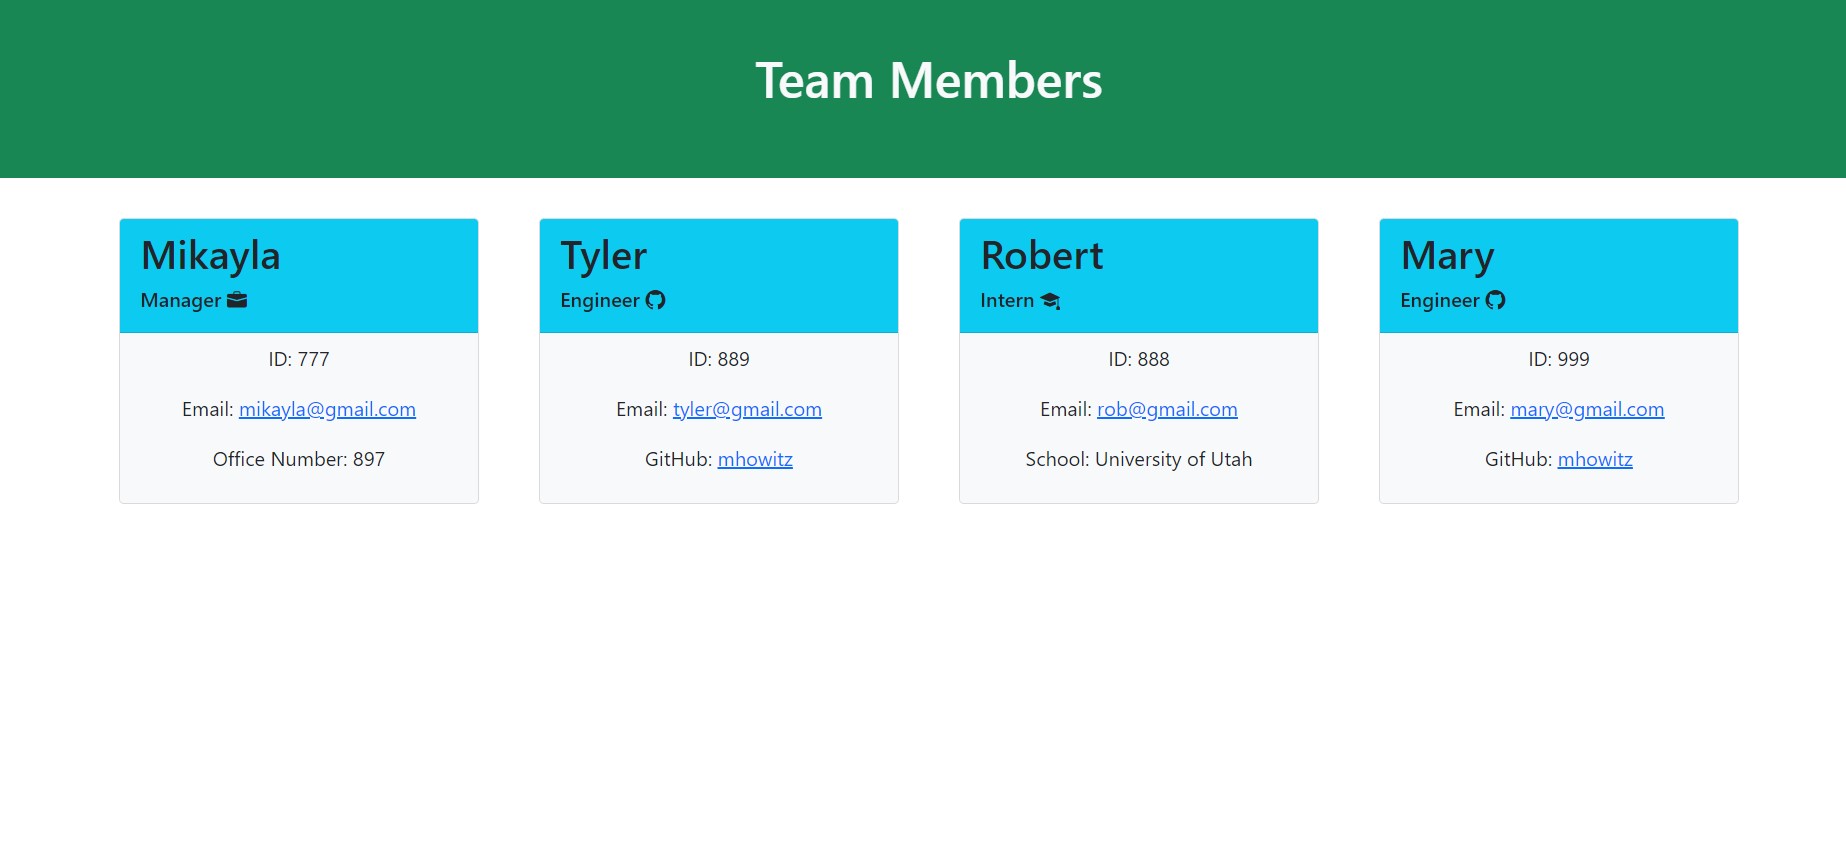 Team Members
Mikayla
Manager
ID: 777
Email: mikayla@gmail.com
Office Number: 897
Tyler
Engineer
ID: 889
Email: tyler@gmail.com
GitHub: mhowitz
Robert
Intern
ID: 888
Email: rob@gmail.com
School: University of Utah
Mary
Engineer
ID: 999
Email: mary@gmail.com
GitHub: mhowitz